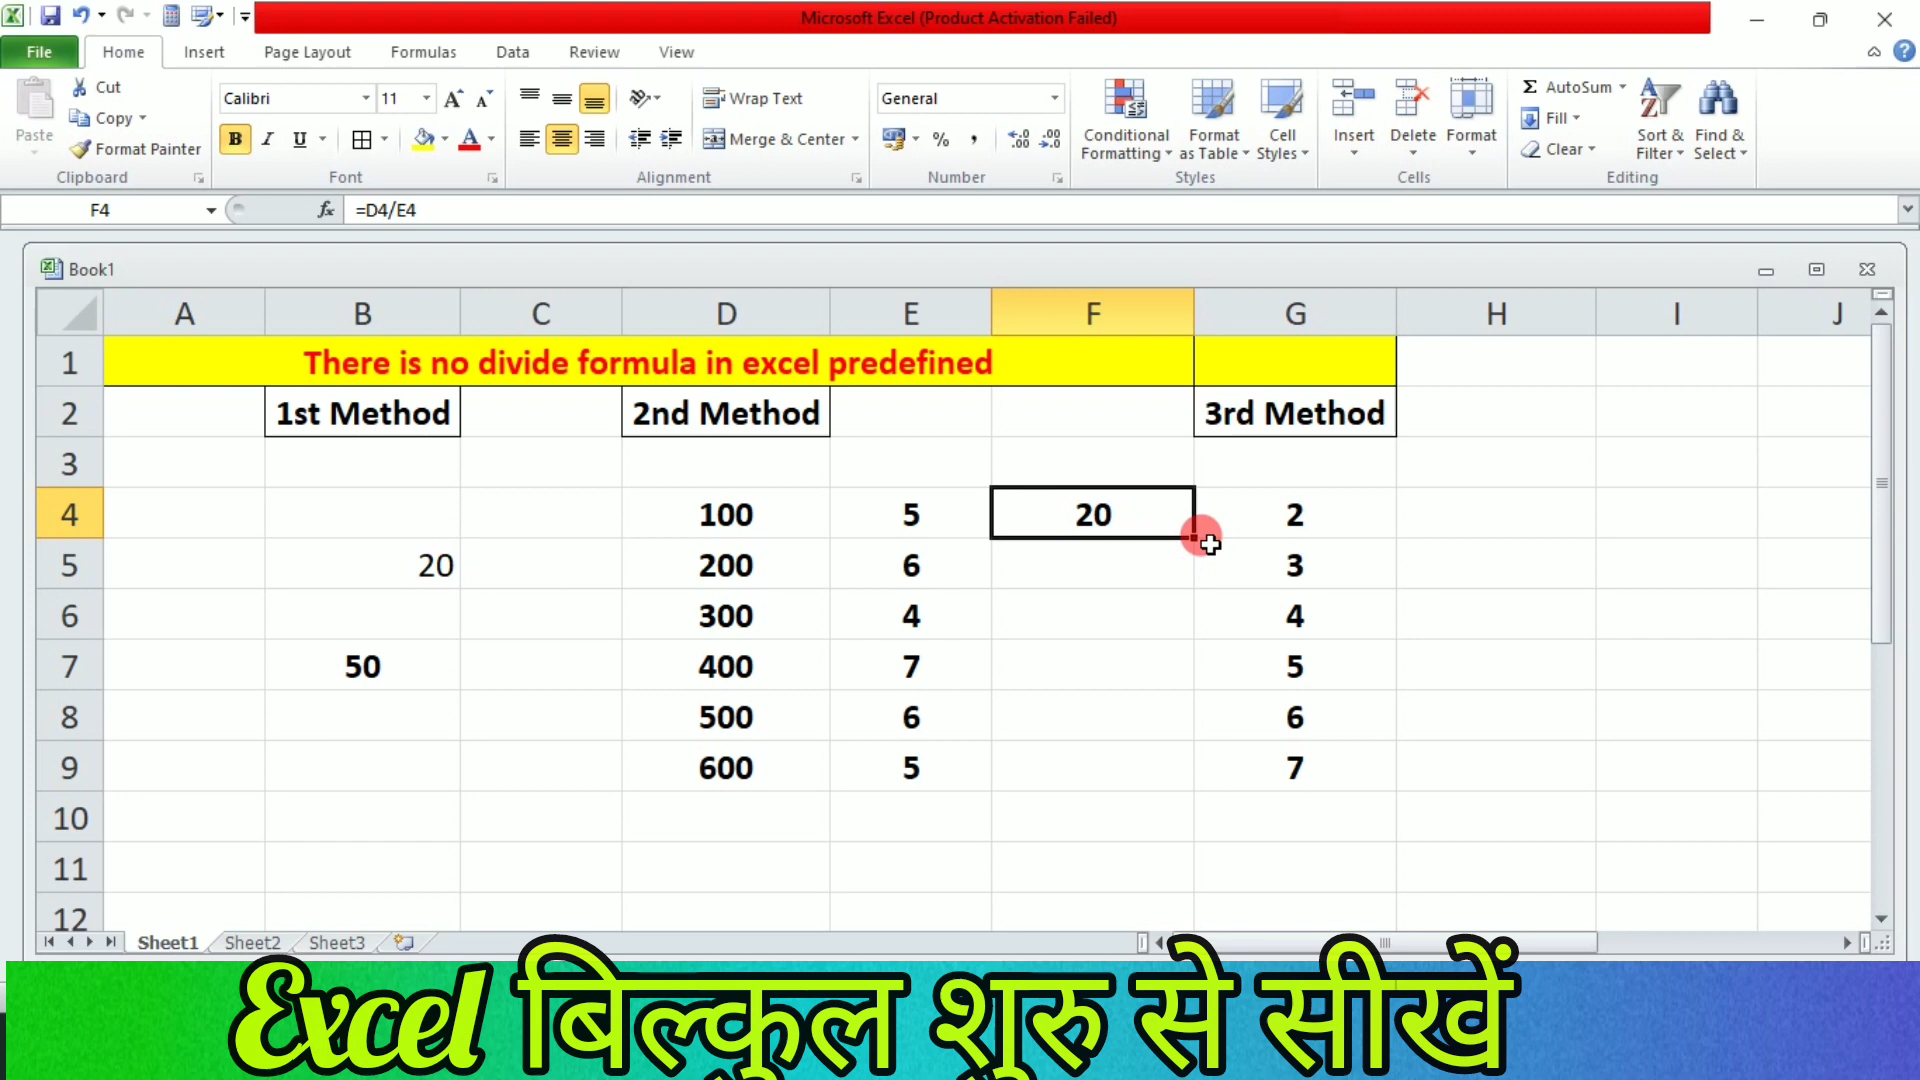 Microsoft Excel (Product Activation Failed)
File Home Insert Page Layout Formulas Data Review View
Paste Cut Copy Format Painter Clipboard
Calibri 11 B I U Font
Wrap Text Merge & Center Alignment
General % , .0 .00 .00 .0 Number
Conditional Formatting Format as Table Cell Styles Styles
Insert Delete Format Cells
Σ AutoSum Fill Clear Sort & Filter Find & Select Editing
F4 fx =D4/E4
Book1
A B C D E F G H I J
1 There is no divide formula in excel predefined
2 1st Method 2nd Method 3rd Method
3
4 100 5 20 2
5 20 200 6 3
6 300 4 4
7 50 400 7 5
8 500 6 6
9 600 5 7
10
11
12
Sheet1 Sheet2 Sheet3
Excel बिल्कुल शुरु से सीखें